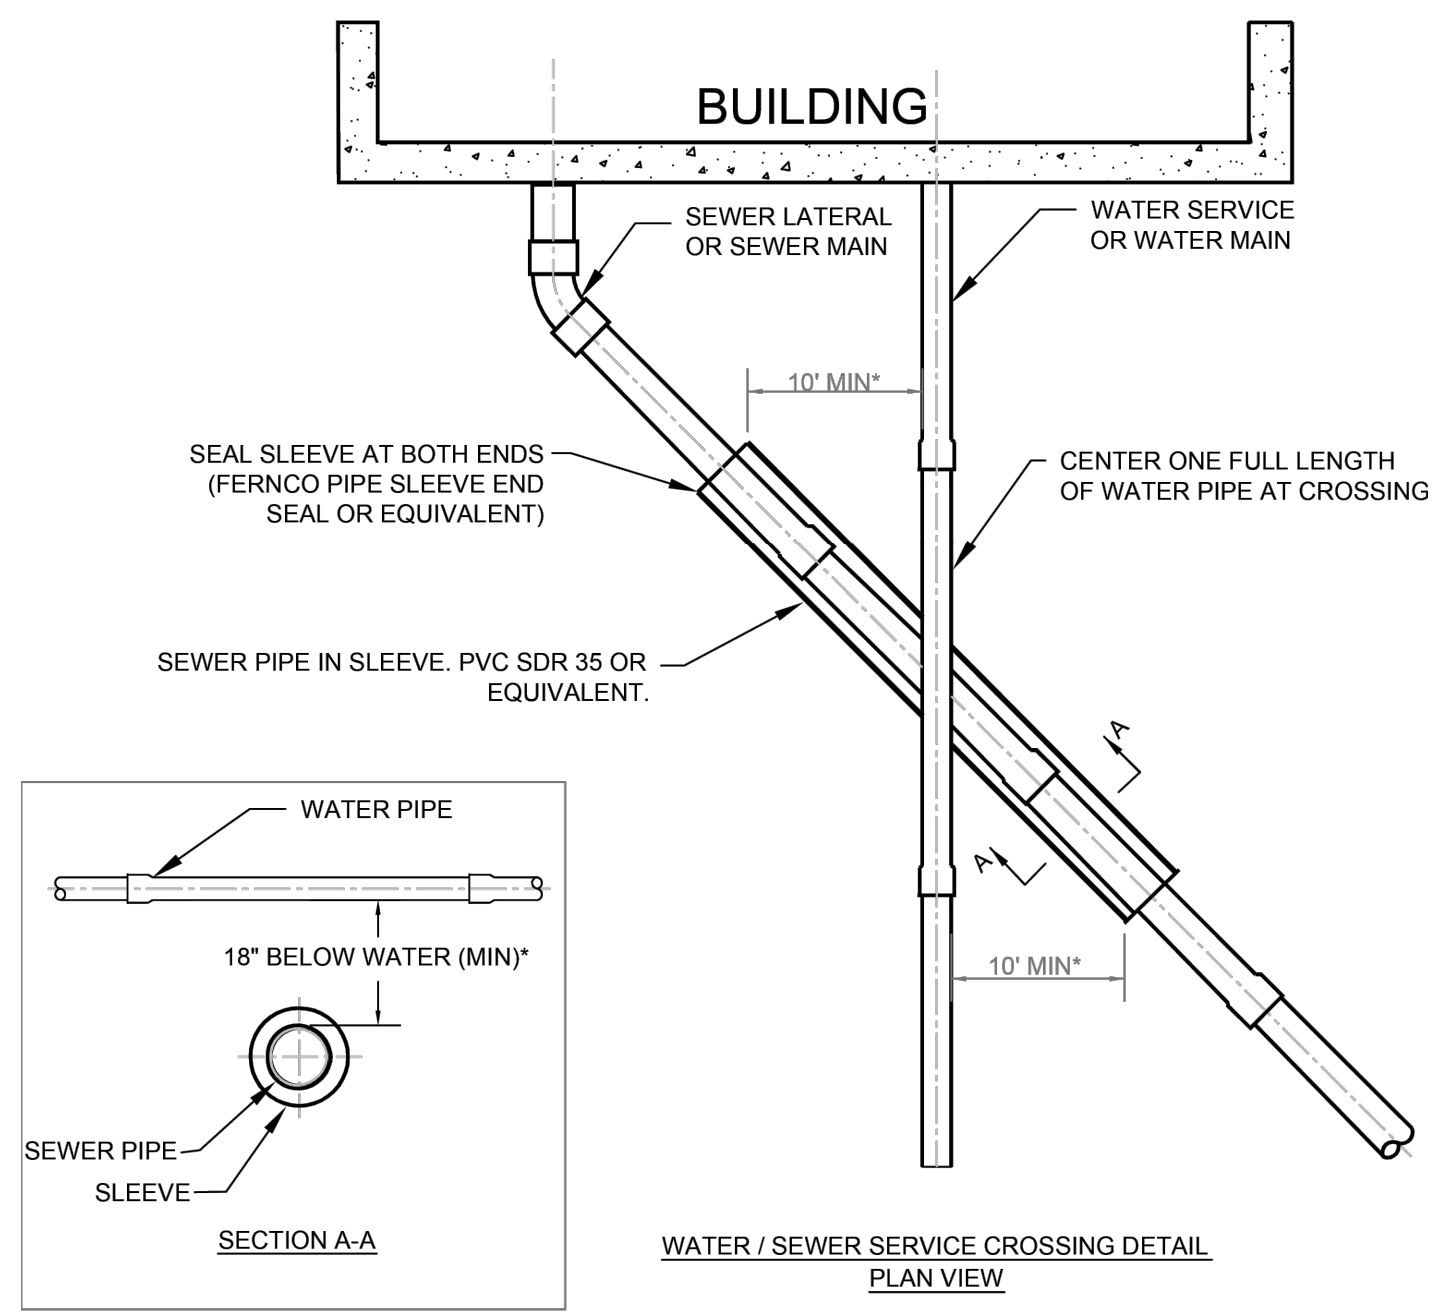 BUILDING
SEWER LATERAL
OR SEWER MAIN
WATER SERVICE
OR WATER MAIN
10' MIN*
SEAL SLEEVE AT BOTH ENDS
(FERNCO PIPE SLEEVE END
SEAL OR EQUIVALENT)
CENTER ONE FULL LENGTH
OF WATER PIPE AT CROSSING
SEWER PIPE IN SLEEVE. PVC SDR 35 OR
EQUIVALENT.
A
A
10' MIN*
WATER PIPE
18" BELOW WATER (MIN)*
SEWER PIPE
SLEEVE
SECTION A-A
WATER / SEWER SERVICE CROSSING DETAIL
PLAN VIEW